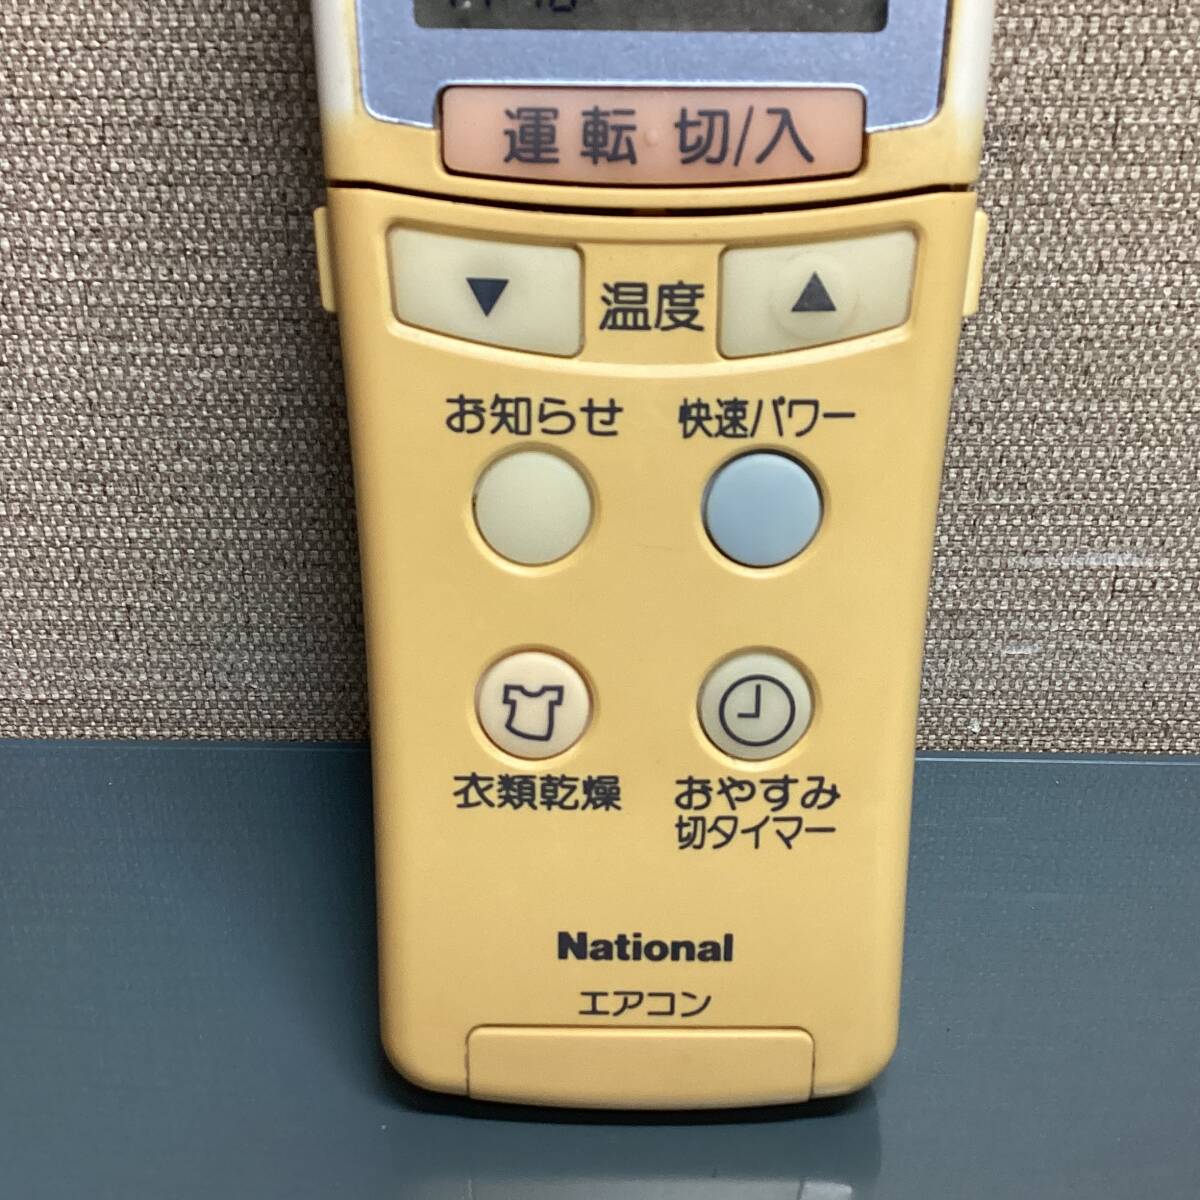 運転 切/入
▼ 温度 ▲
お知らせ 快速パワー
衣類乾燥 おやすみ
切タイマー
National
エアコン